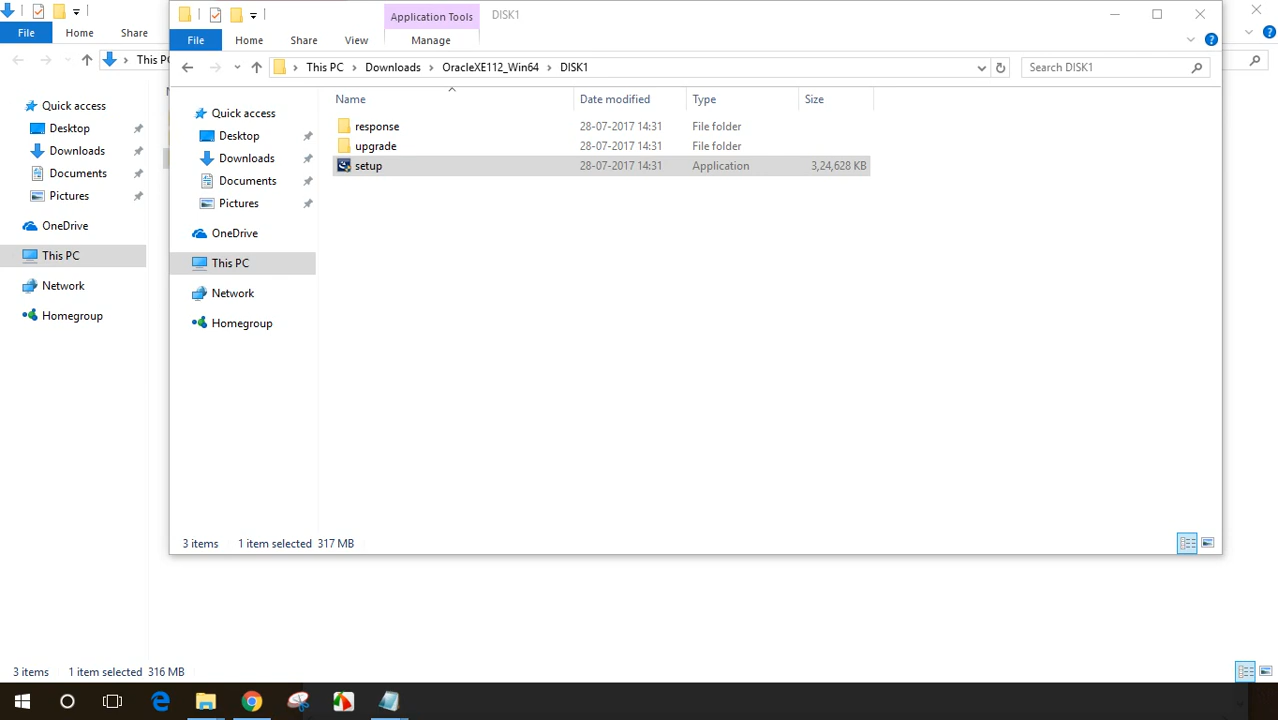 Application Tools
DISK1
File
Home
Share
File
Home
Share
View
Manage
This P
This PC
Downloads
OracleXE112_Win64
DISK1
Search DISK1
Quick access
Desktop
Downloads
Documents
Pictures
OneDrive
This PC
Network
Homegroup
Quick access
Desktop
Downloads
Documents
Pictures
OneDrive
This PC
Network
Homegroup
Name
Date modified
Type
Size
response 28-07-2017 14:31 File folder
upgrade 28-07-2017 14:31 File folder
setup 28-07-2017 14:31 Application 3,24,628 KB
3 items 1 item selected 317 MB
3 items 1 item selected 316 MB